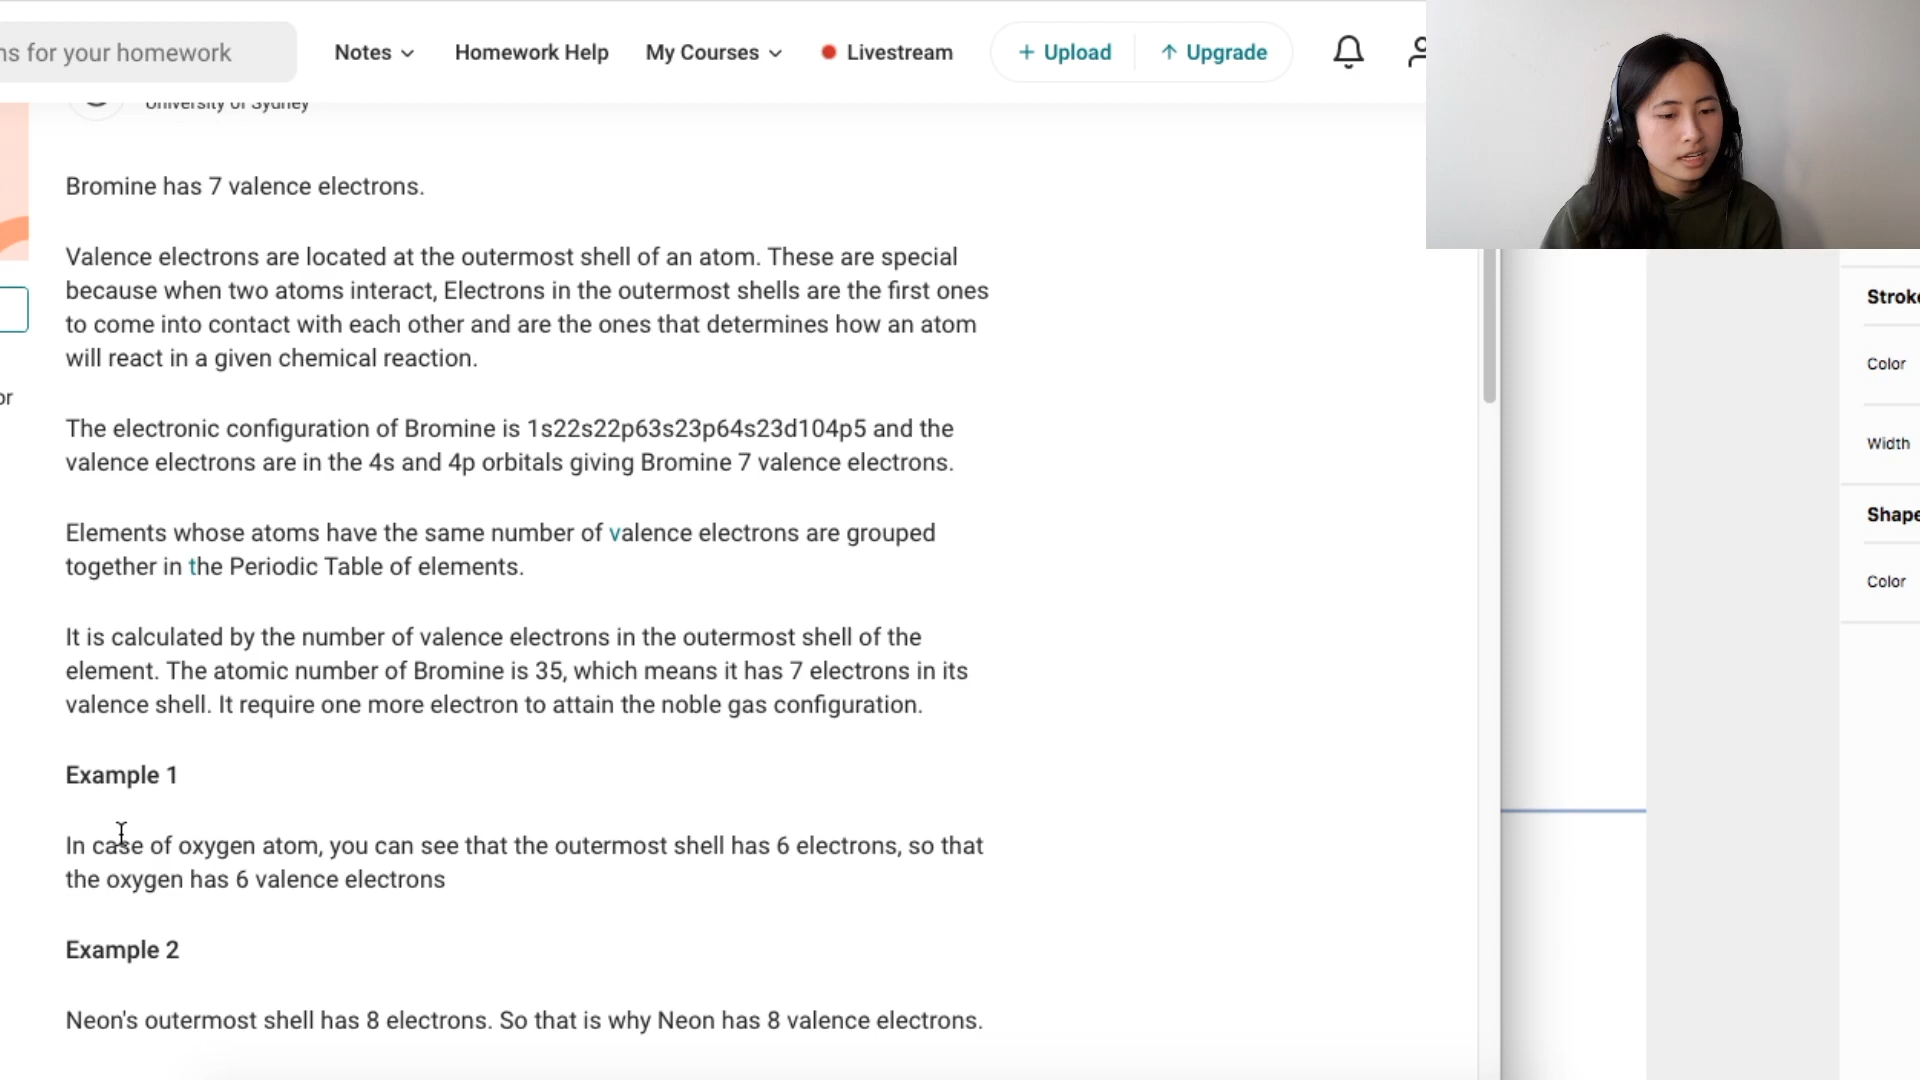 ns for your homework
Notes
Homework Help
My Courses
Livestream
+ Upload
↑ Upgrade
University of Sydney
Bromine has 7 valence electrons.
Valence electrons are located at the outermost shell of an atom. These are special
because when two atoms interact, Electrons in the outermost shells are the first ones
to come into contact with each other and are the ones that determines how an atom
will react in a given chemical reaction.
or
The electronic configuration of Bromine is 1s22s22p63s23p64s23d104p5 and the
valence electrons are in the 4s and 4p orbitals giving Bromine 7 valence electrons.
Elements whose atoms have the same number of valence electrons are grouped
together in the Periodic Table of elements.
It is calculated by the number of valence electrons in the outermost shell of the
element. The atomic number of Bromine is 35, which means it has 7 electrons in its
valence shell. It require one more electron to attain the noble gas configuration.
Example 1
In case of oxygen atom, you can see that the outermost shell has 6 electrons, so that
the oxygen has 6 valence electrons
Example 2
Neon's outermost shell has 8 electrons. So that is why Neon has 8 valence electrons.
Stroke
Color
Width
Shape
Color